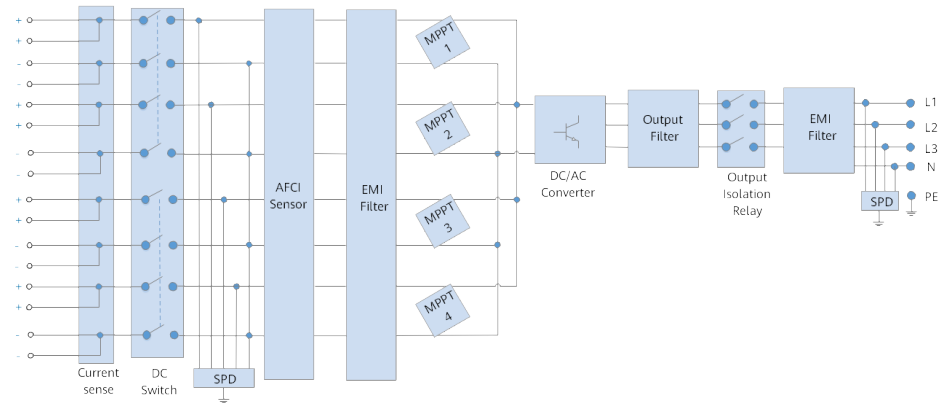 +
+
-
-
+
+
-
-
+
+
-
-
+
+
-
-
Current
sense
DC
Switch
SPD
AFCI
Sensor
EMI
Filter
MPPT
1
MPPT
2
MPPT
3
MPPT
4
DC/AC
Converter
Output
Filter
Output
Isolation
Relay
EMI
Filter
SPD
L1
L2
L3
N
PE